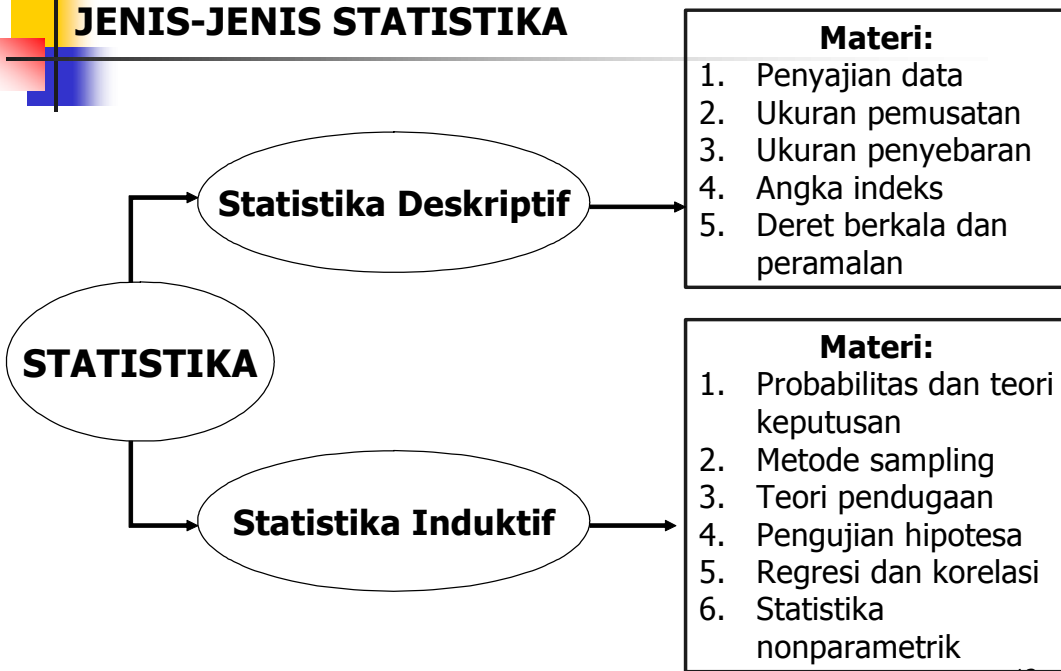 JENIS-JENIS STATISTIKA
Materi:
1. Penyajian data
2. Ukuran pemusatan
3. Ukuran penyebaran
4. Angka indeks
5. Deret berkala dan
peramalan
Statistika Deskriptif
STATISTIKA
Materi:
1. Probabilitas dan teori
keputusan
2. Metode sampling
3. Teori pendugaan
4. Pengujian hipotesa
5. Regresi dan korelasi
6. Statistika
nonparametrik
Statistika Induktif